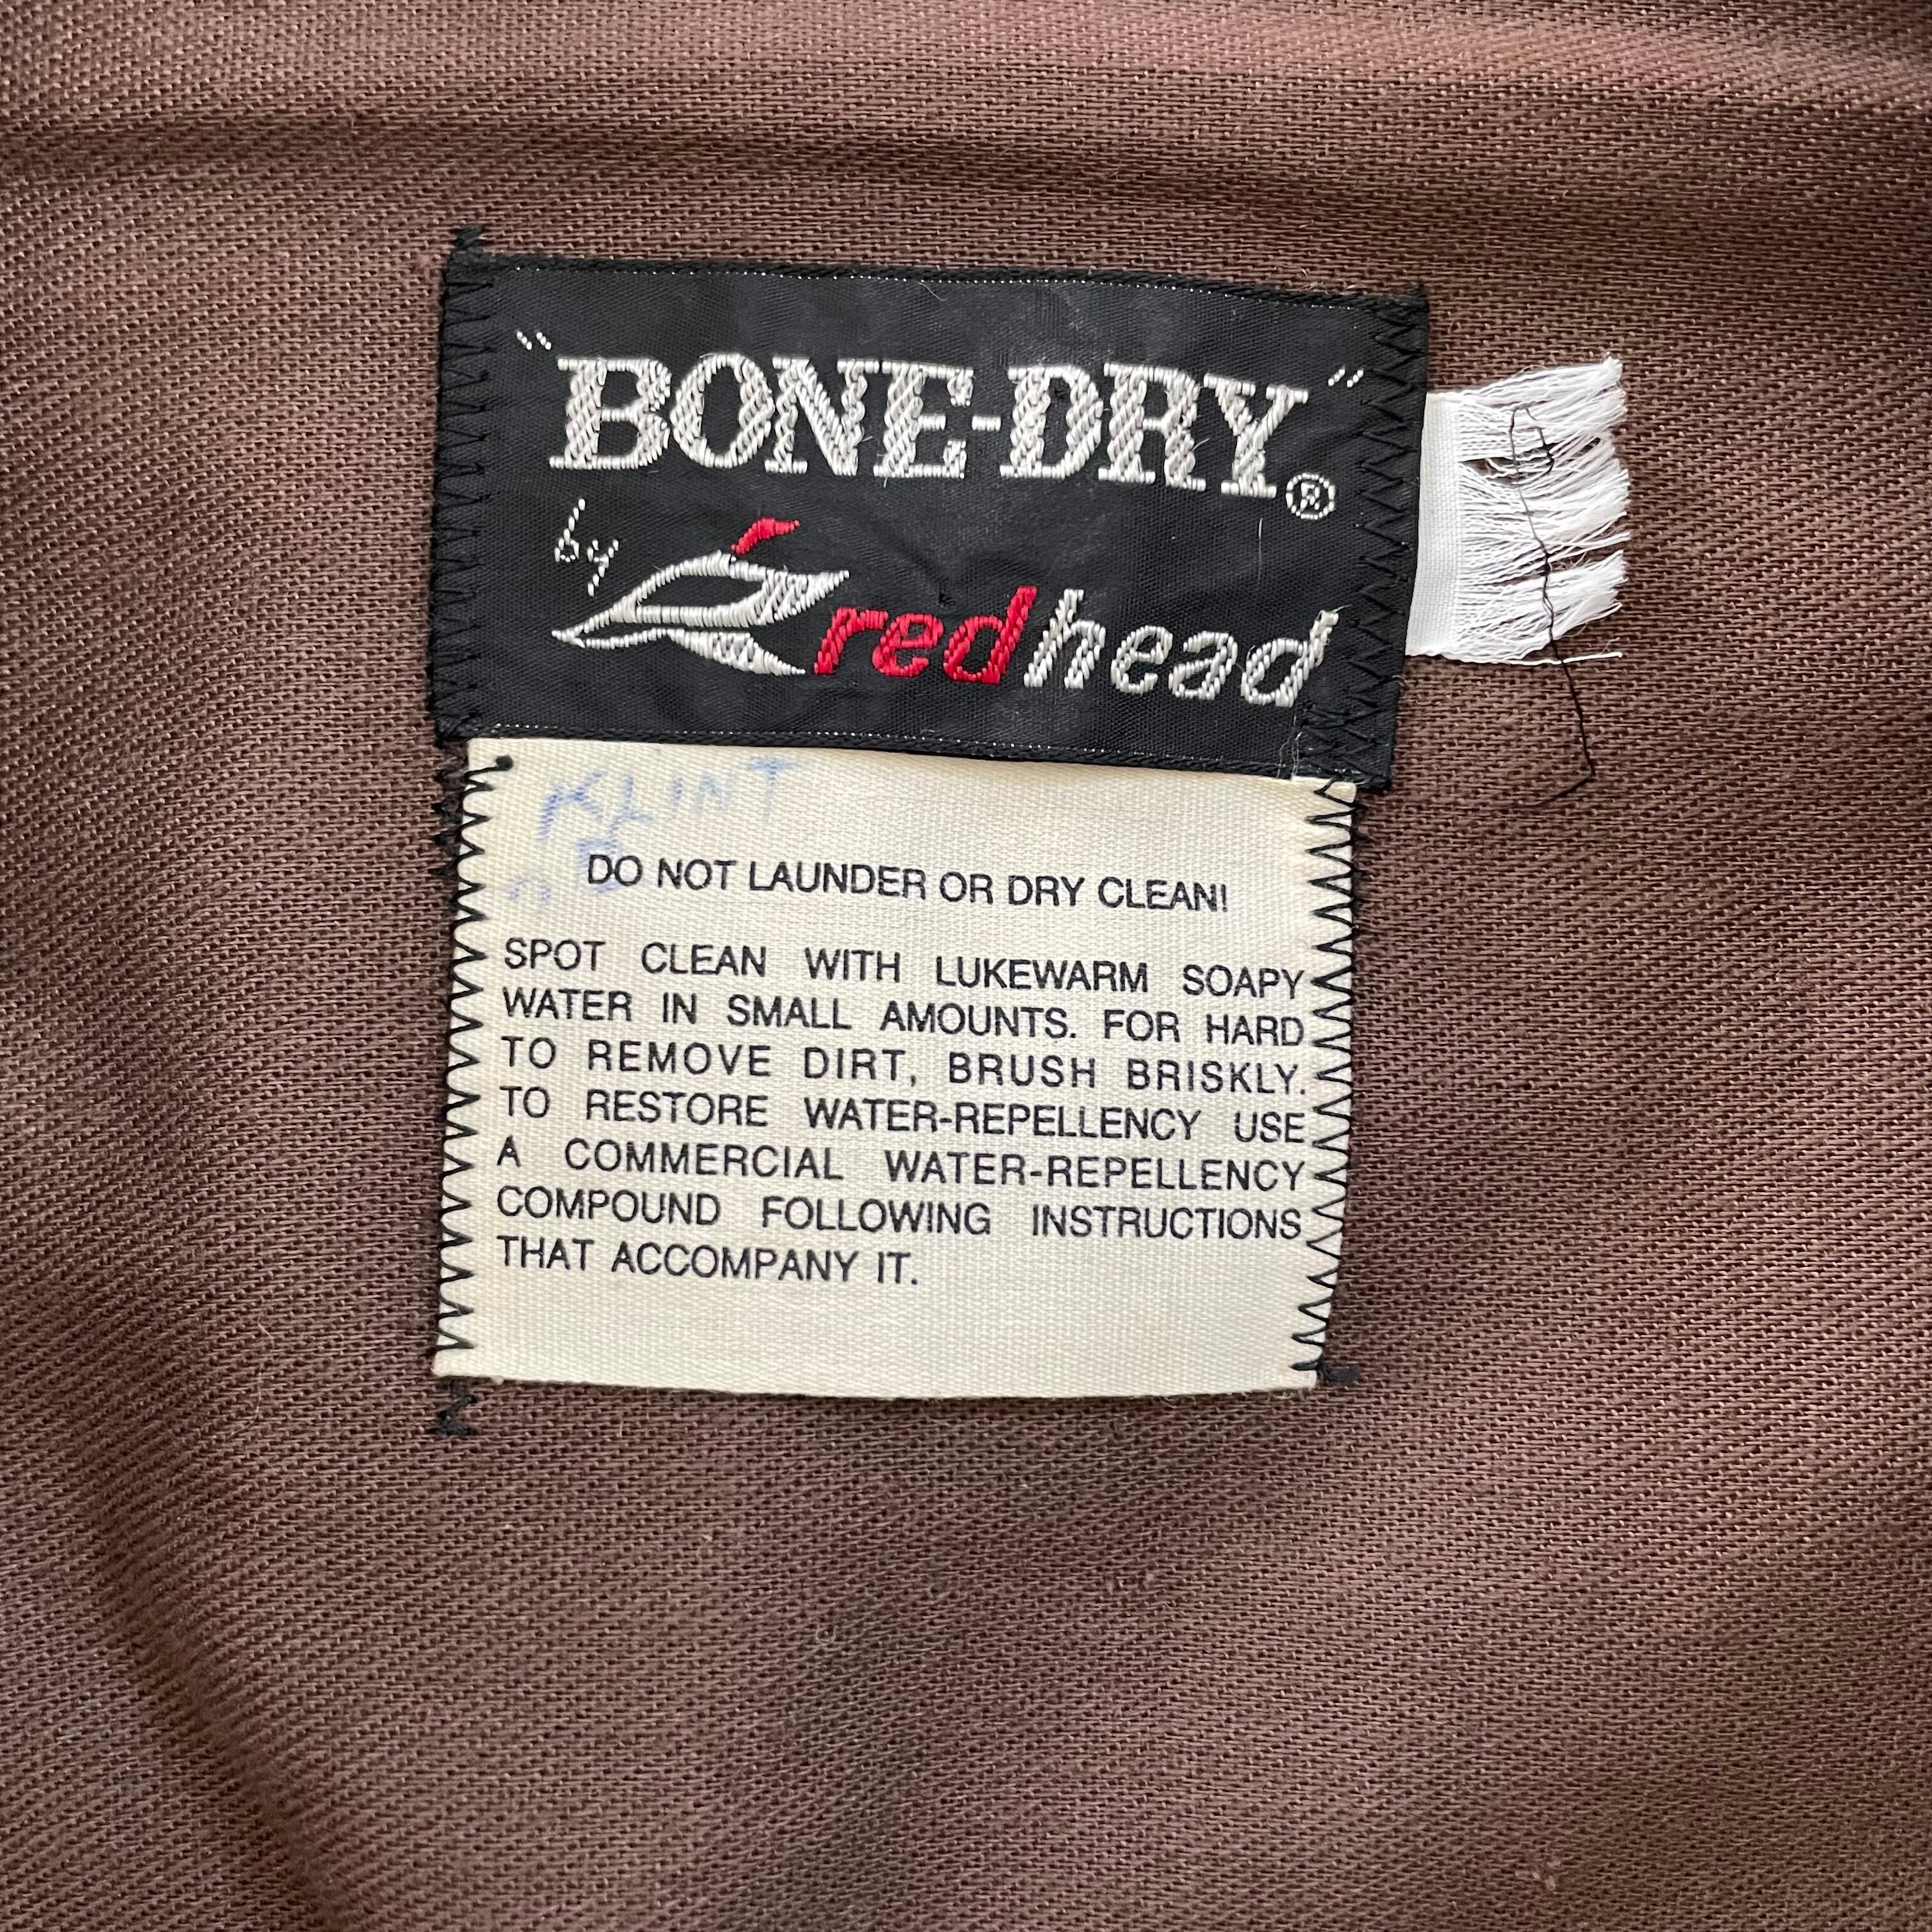 "BONE-DRY"®
by redhead
KLINT
DO NOT LAUNDER OR DRY CLEAN!
SPOT CLEAN WITH LUKEWARM SOAPY
WATER IN SMALL AMOUNTS. FOR HARD
TO REMOVE DIRT, BRUSH BRISKLY.
TO RESTORE WATER-REPELLENCY USE
A COMMERCIAL WATER-REPELLENCY
COMPOUND FOLLOWING INSTRUCTIONS
THAT ACCOMPANY IT.